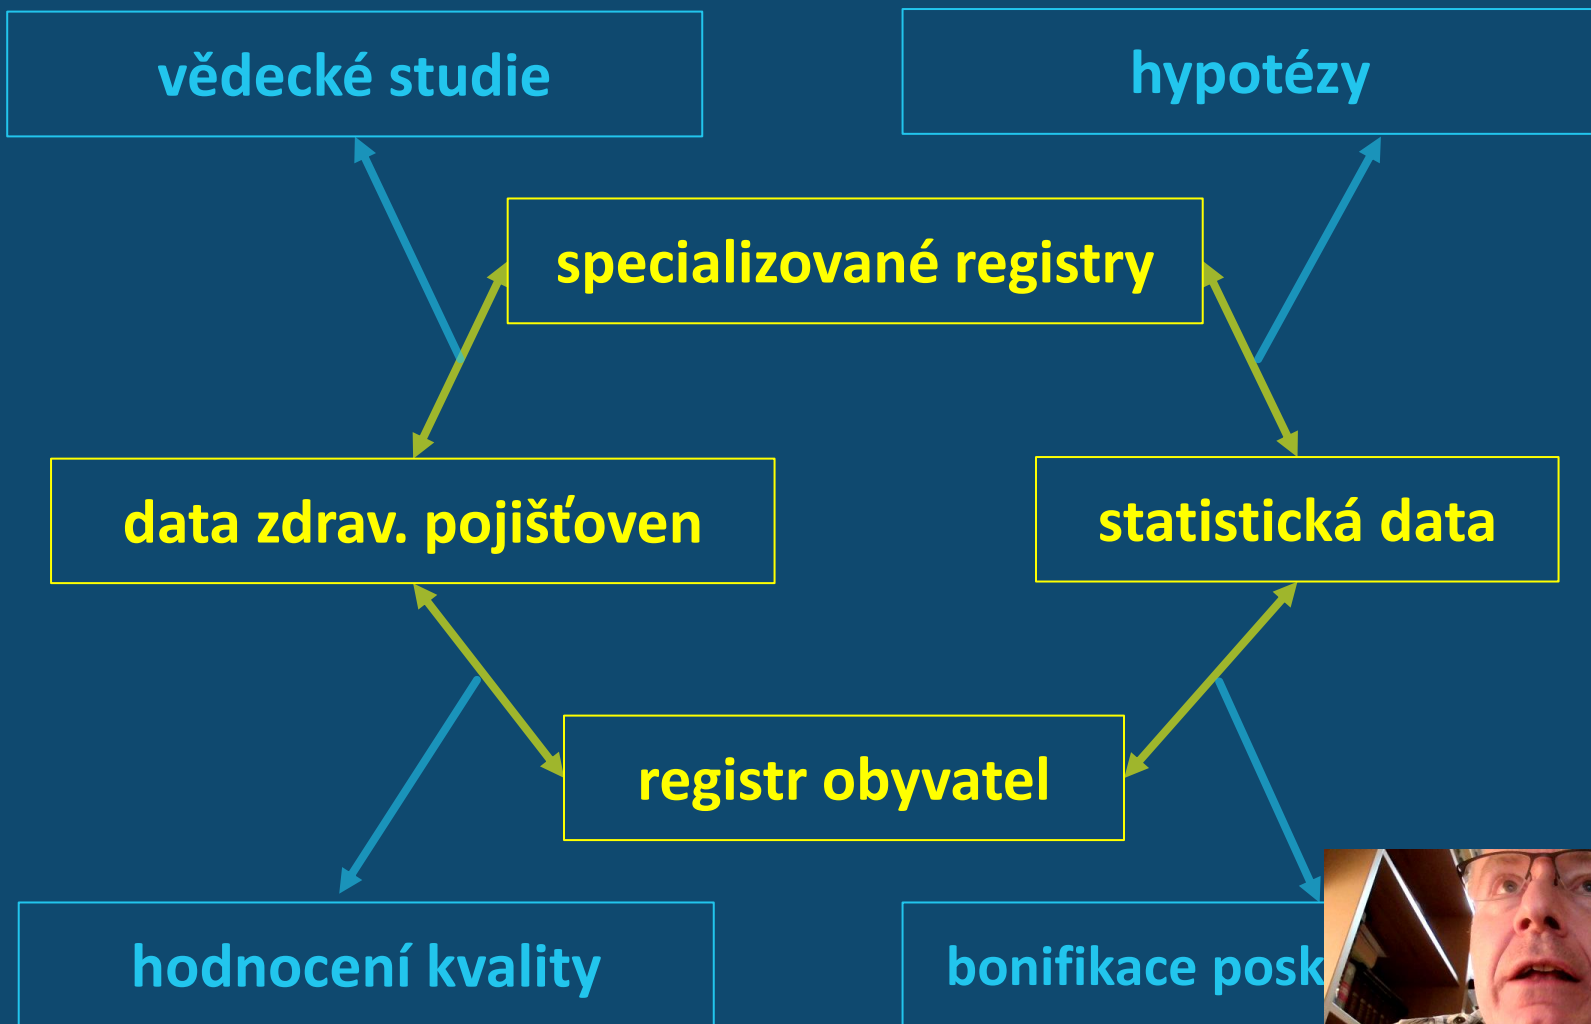 vědecké studie
hypotézy
specializované registry
data zdrav. pojišťoven
statistická data
registr obyvatel
hodnocení kvality
bonifikace posk